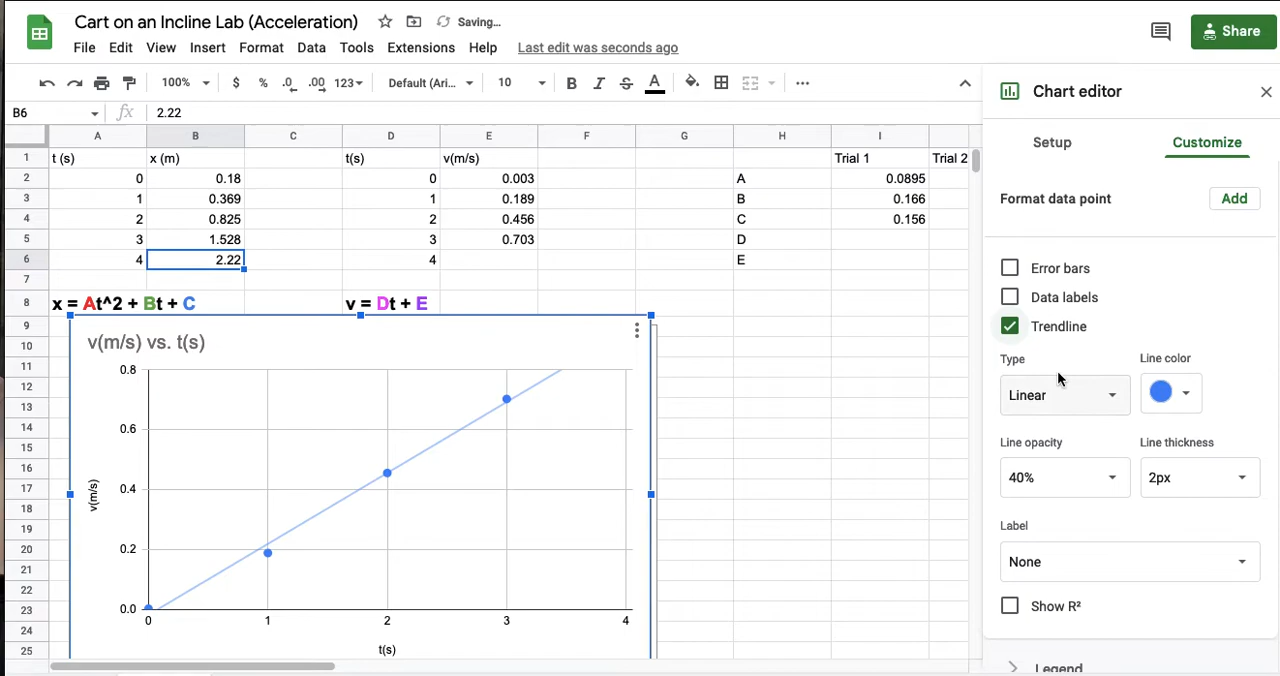 Cart on an Incline Lab (Acceleration) Saving...
File Edit View Insert Format Data Tools Extensions Help Last edit was seconds ago
Share
100% $ % .0 .00 123 Default (Ari... 10 B I S A ...
B6 fx 2.22
A B C D E F G H I
1 t (s) x (m) t(s) v(m/s) Trial 1 Trial 2
2 0 0.18 0 0.003 A 0.0895
3 1 0.369 1 0.189 B 0.166
4 2 0.825 2 0.456 C 0.156
5 3 1.528 3 0.703 D
6 4 2.22 4 E
7
8 x = At^2 + Bt + C v = Dt + E
9
10
11
12
13
14
15
16
17
18
19
20
21
22
23
24
25
v(m/s) vs. t(s)
0.8
0.6
0.4
0.2
0.0
v(m/s)
0 1 2 3 4
t(s)
Chart editor
Setup Customize
Format data point Add
Error bars
Data labels
Trendline
Type Line color
Linear
Line opacity Line thickness
40% 2px
Label
None
Show R²
Legend